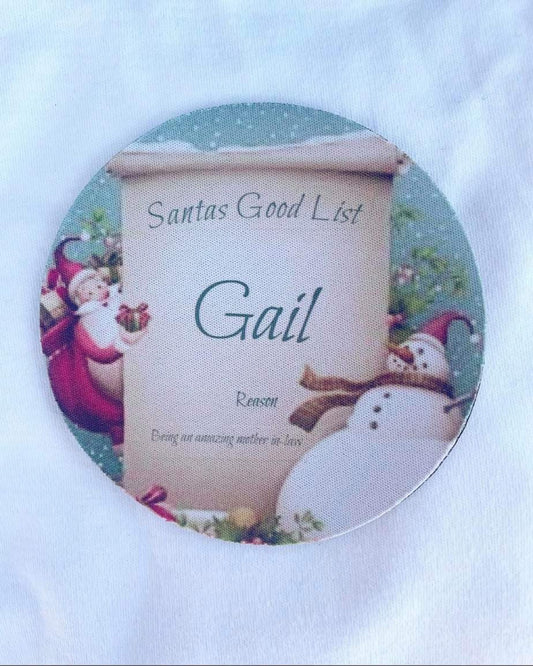 Santas Good List
Gail
Reason
Being an amazing mother in-law